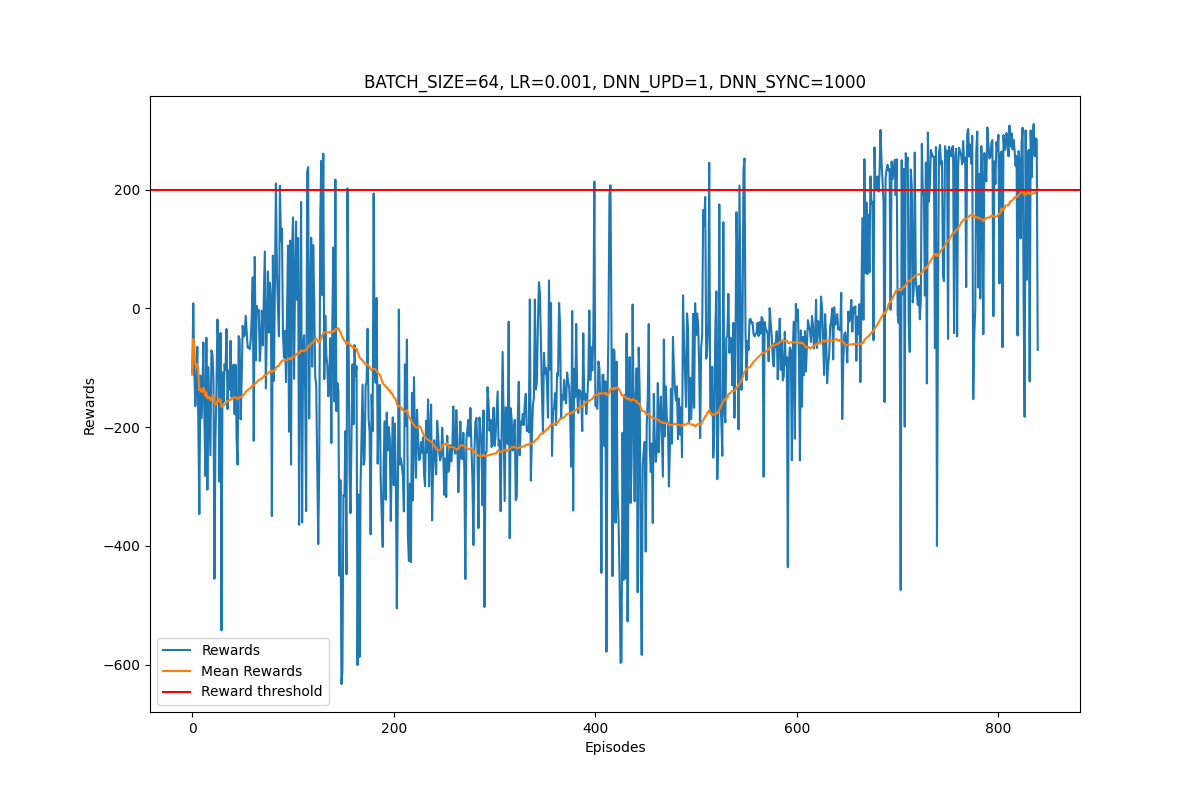 BATCH_SIZE=64, LR=0.001, DNN_UPD=1, DNN_SYNC=1000
200
0
−200
−400
−600
Rewards
Rewards
Mean Rewards
Reward threshold
0
200
400
600
800
Episodes